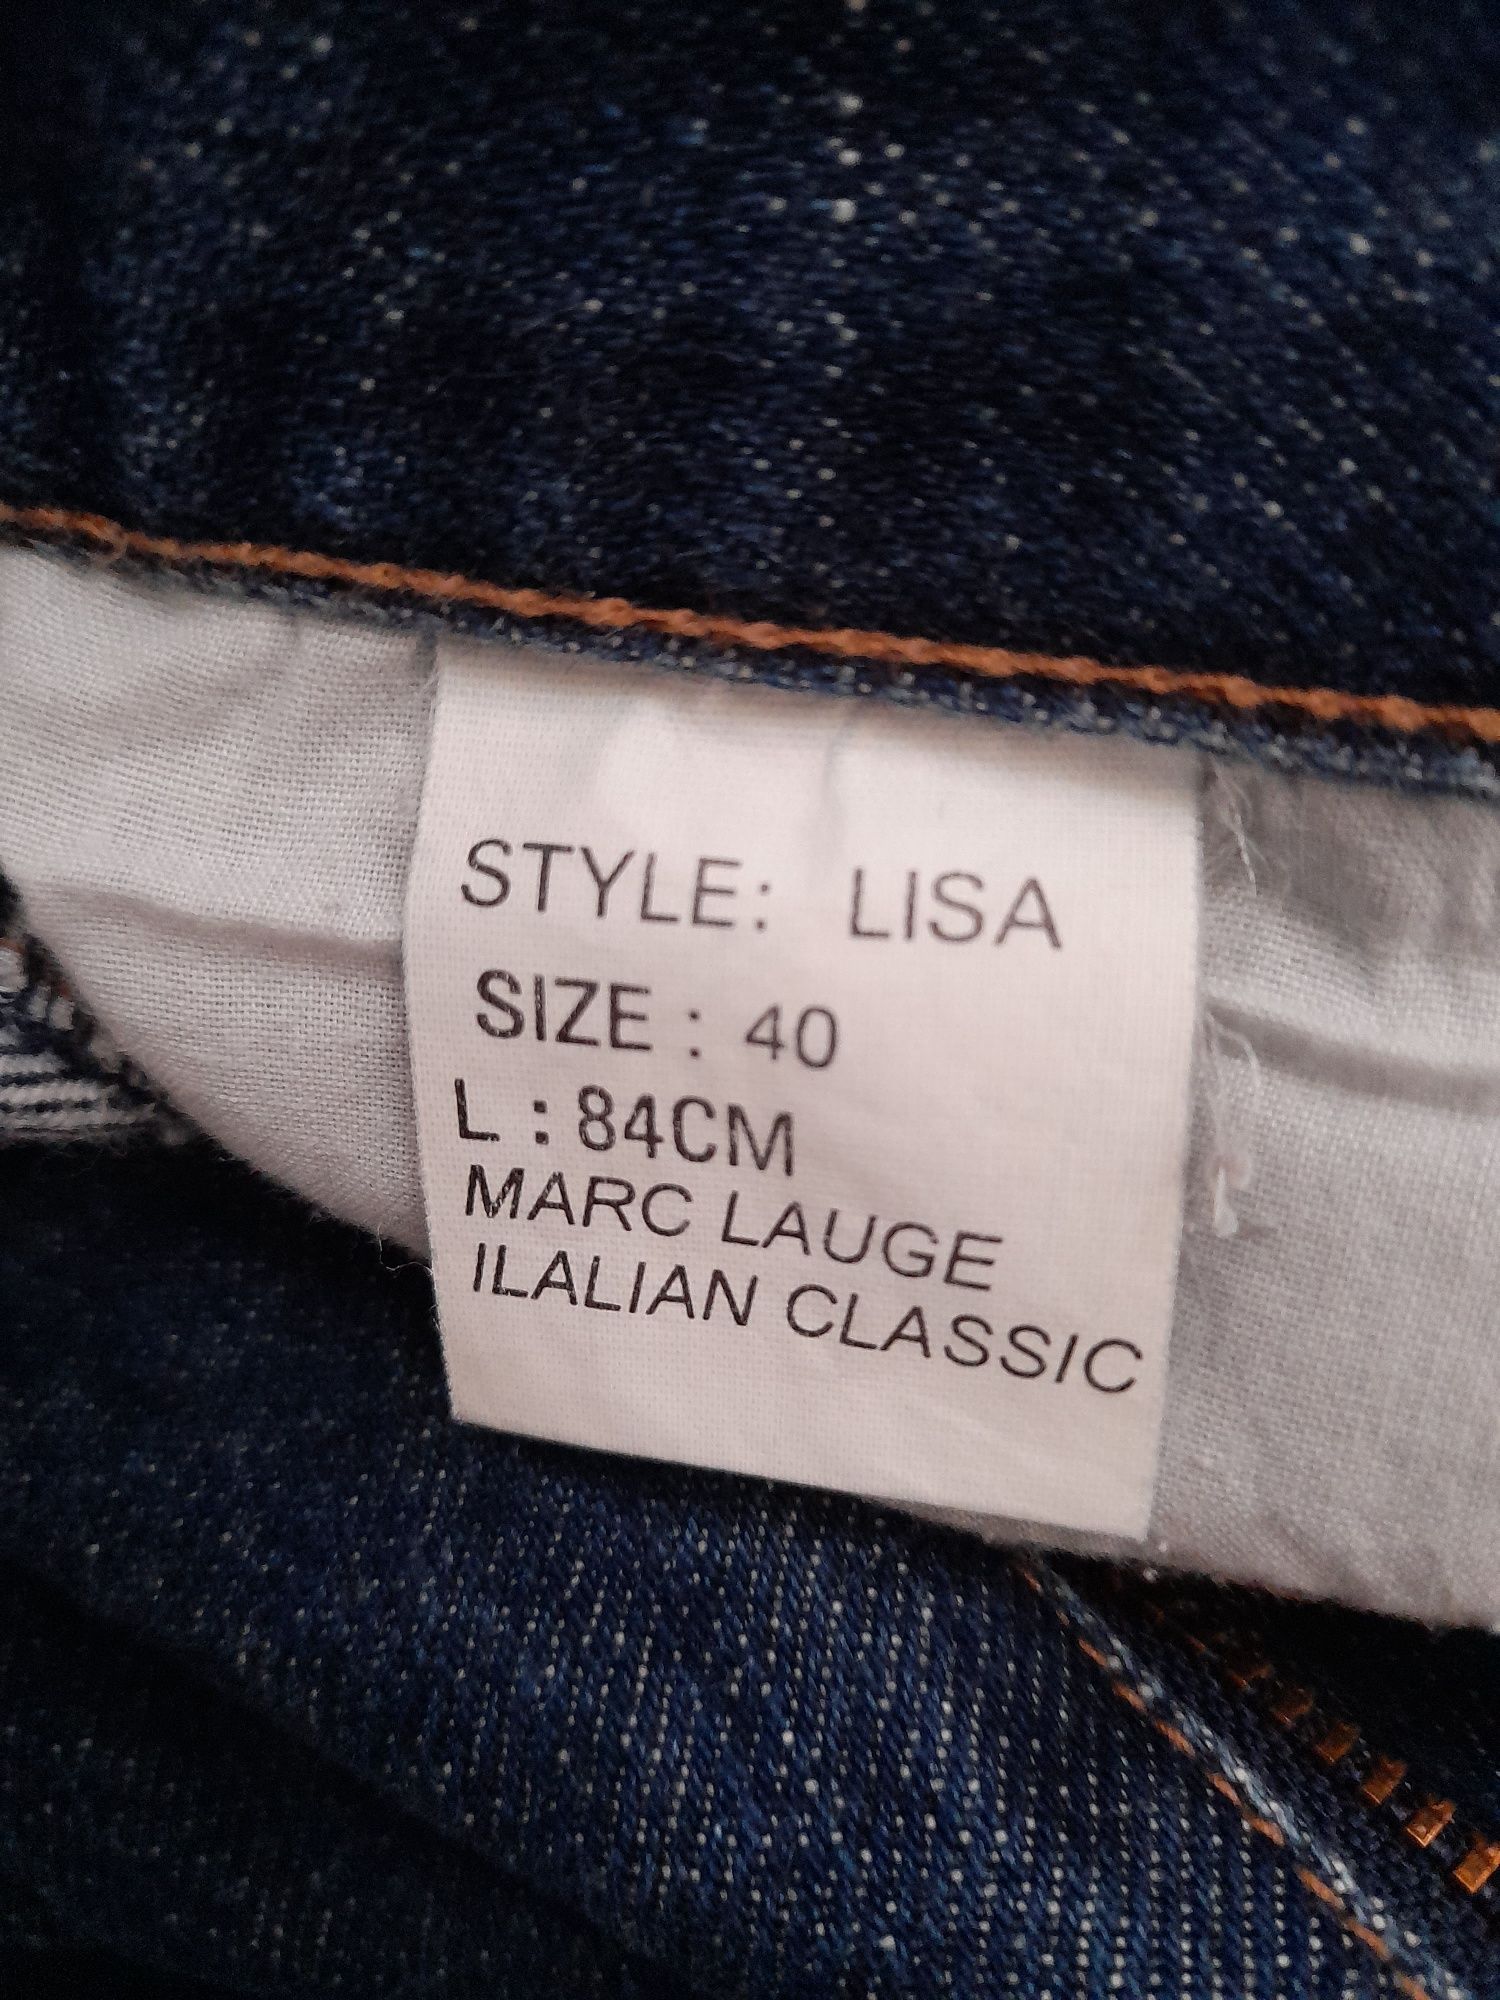 STYLE: LISA
SIZE : 40
L : 84CM
MARC LAUGE
ILALIAN CLASSIC